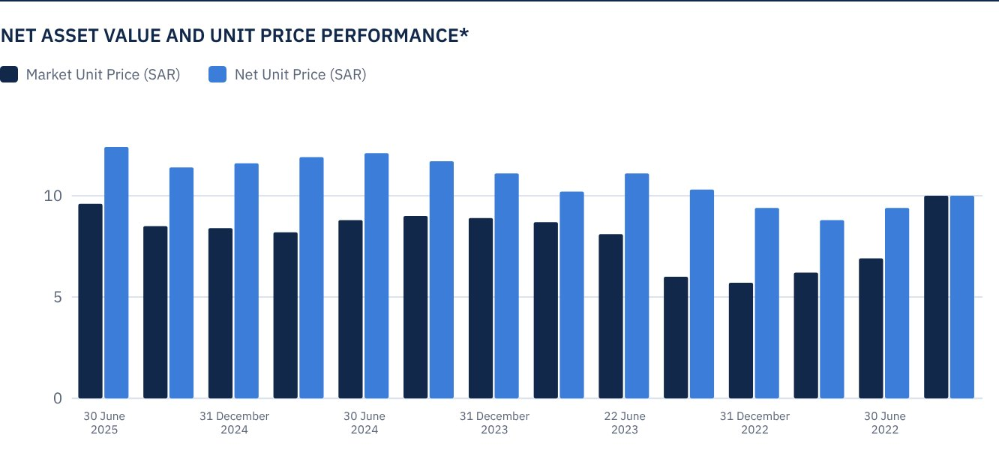 NET ASSET VALUE AND UNIT PRICE PERFORMANCE*
Market Unit Price (SAR)
Net Unit Price (SAR)
10
5
0
30 June
2025
31 December
2024
30 June
2024
31 December
2023
22 June
2023
31 December
2022
30 June
2022